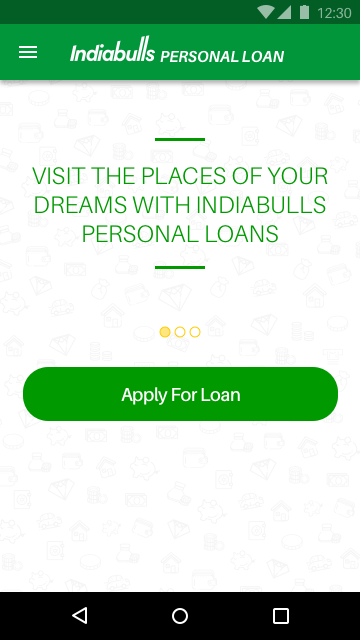 12:30
Indiabulls PERSONAL LOAN
VISIT THE PLACES OF YOUR
DREAMS WITH INDIABULLS
PERSONAL LOANS
Apply For Loan